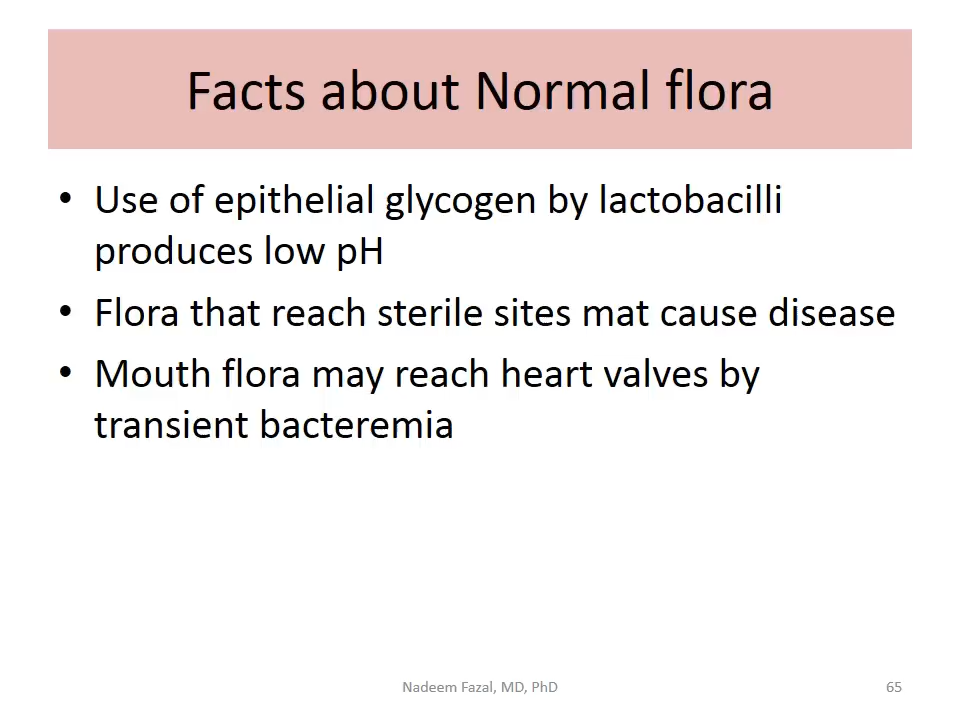 Facts about Normal flora
• Use of epithelial glycogen by lactobacilli
produces low pH
• Flora that reach sterile sites mat cause disease
• Mouth flora may reach heart valves by
transient bacteremia
Nadeem Fazal, MD, PhD
65